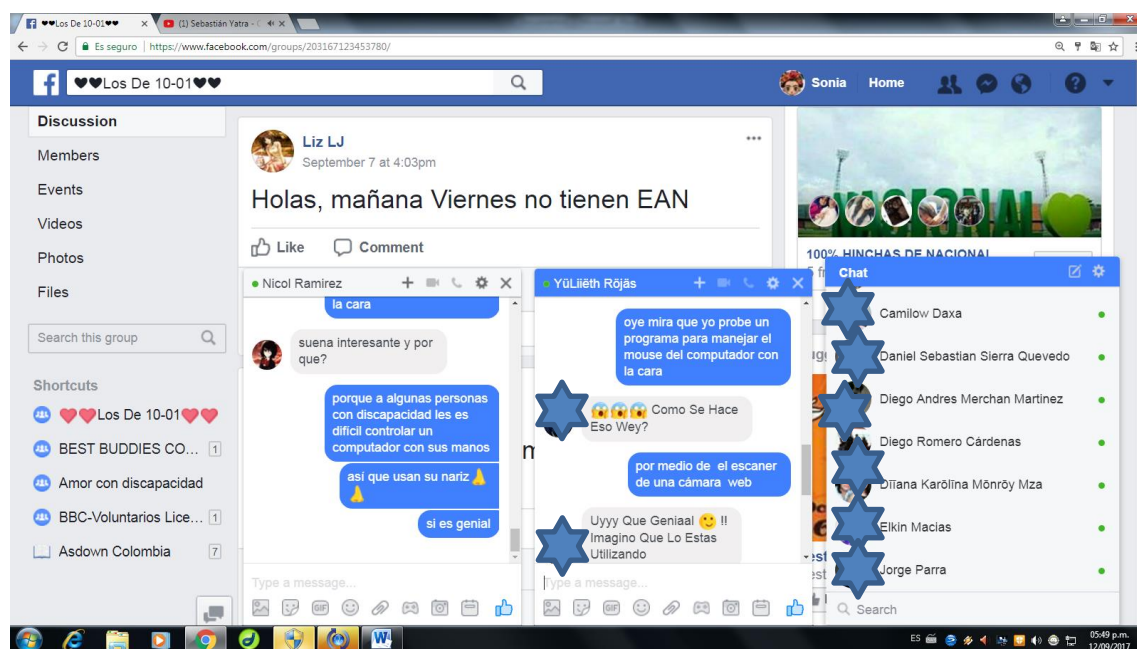 ♥♥Los De 10-01♥♥
(1) Sebastián Yatra - C
Es seguro | https://www.facebook.com/groups/203167123453780/
♥♥Los De 10-01♥♥
Sonia
Home
Discussion
Members
Events
Videos
Photos
Files
Search this group
Shortcuts
❤❤Los De 10-01❤❤
BEST BUDDIES CO... 1
Amor con discapacidad
BBC-Voluntarios Lice... 1
Asdown Colombia 7
Liz LJ
September 7 at 4:03pm
Holas, mañana Viernes no tienen EAN
Like Comment
NACIONAL
100% HINCHAS DE NACIONAL
Nicol Ramirez
la cara
suena interesante y por
que?
porque a algunas personas
con discapacidad les es
dificil controlar un
computador con sus manos
asi que usan su nariz 🙏
🙏
si es genial
Type a message...
GIF
YüLiiëth Röjäs
oye mira que yo probe un
programa para manejar el
mouse del computador con
la cara
😱😱😱 Como Se Hace
Eso Wey?
por medio de el escaner
de una cámara web
Uyyy Que Geniaal 🙂 !!
Imagino Que Lo Estas
Utilizando
Type a message...
GIF
Chat
Camilow Daxa
Daniel Sebastian Sierra Quevedo
Diego Andres Merchan Martinez
Diego Romero Cárdenas
Dïïana Karölïna Mönröy Mza
Elkin Macias
Jorge Parra
Search
ES
05:49 p.m.
12/09/2017